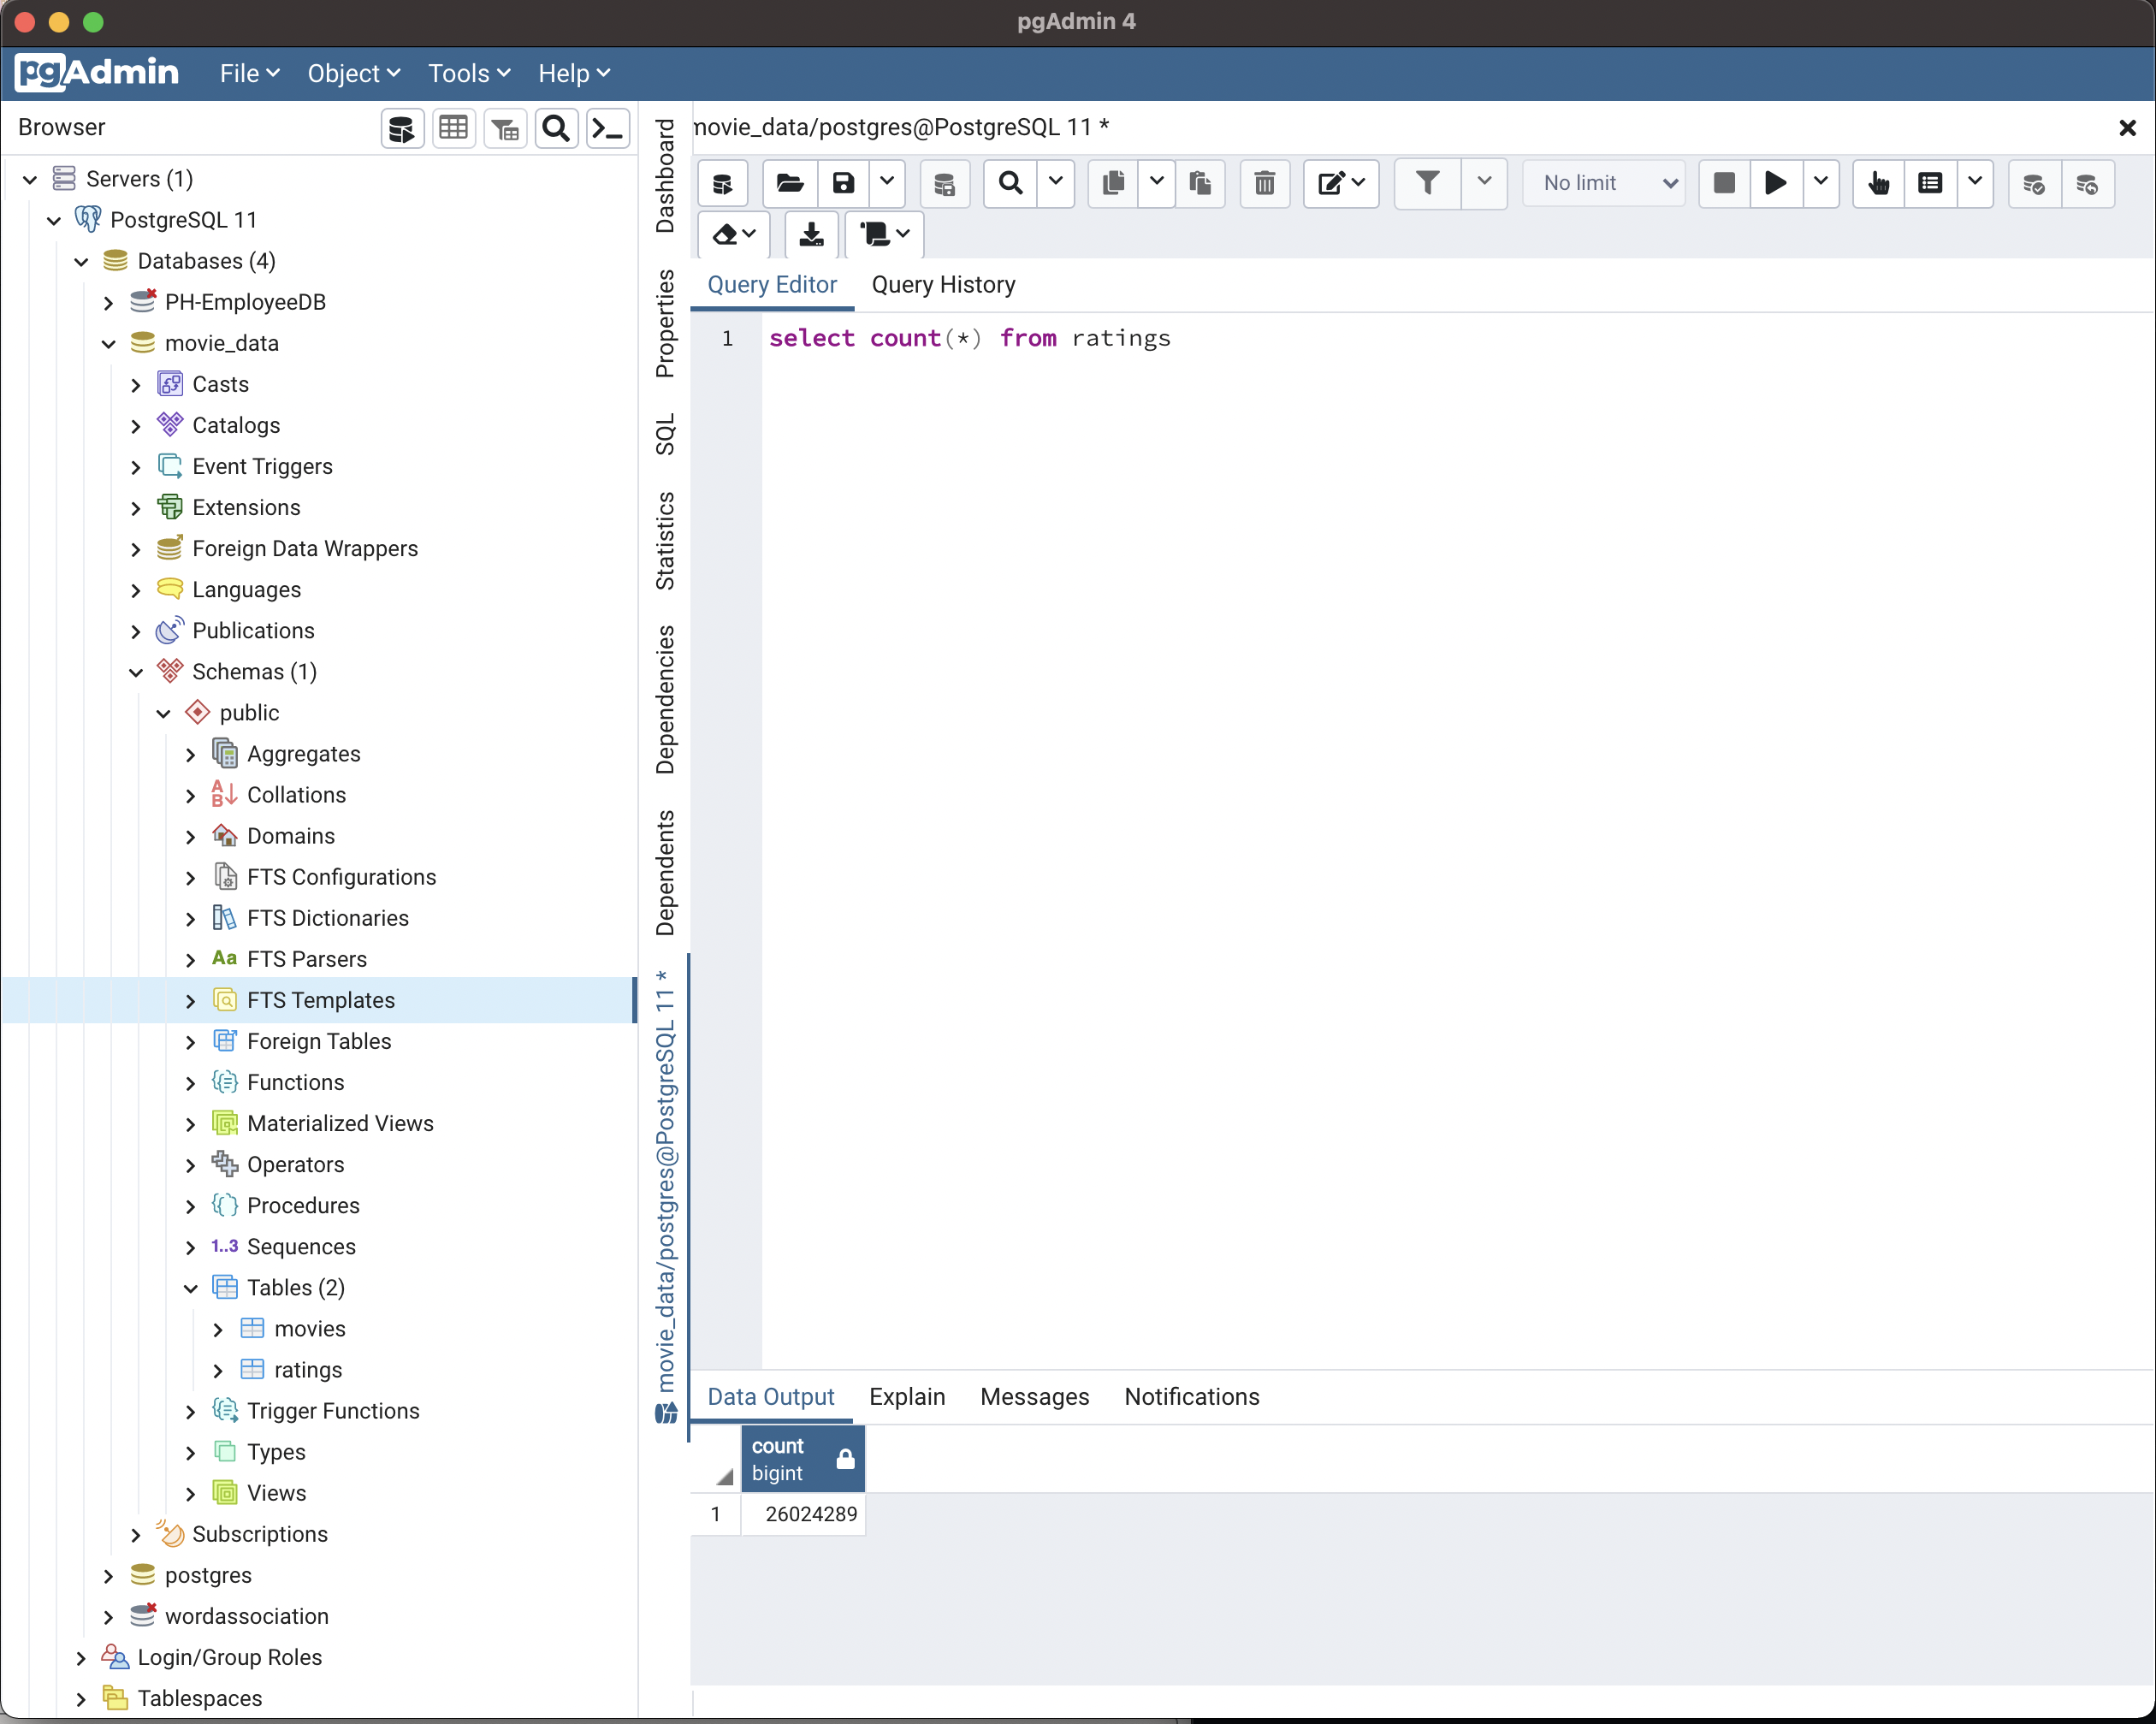 pgAdmin 4
pgAdmin File Object Tools Help
Browser
Servers (1)
PostgreSQL 11
Databases (4)
PH-EmployeeDB
movie_data
Casts
Catalogs
Event Triggers
Extensions
Foreign Data Wrappers
Languages
Publications
Schemas (1)
public
Aggregates
Collations
Domains
FTS Configurations
FTS Dictionaries
Aa FTS Parsers
FTS Templates
Foreign Tables
Functions
Materialized Views
Operators
Procedures
1..3 Sequences
Tables (2)
movies
ratings
Trigger Functions
Types
Views
Subscriptions
postgres
wordassociation
Login/Group Roles
Tablespaces
Dashboard
Properties
SQL
Statistics
Dependencies
Dependents
movie_data/postgres@PostgreSQL 11 *
movie_data/postgres@PostgreSQL 11 *
No limit
Query Editor Query History
1 select count(*) from ratings
Data Output Explain Messages Notifications
count
bigint
1 26024289